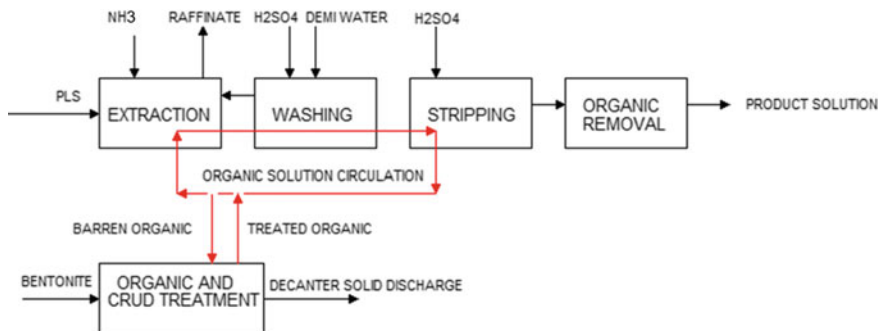 NH3
RAFFINATE
H2SO4
DEMI WATER
H2SO4
PLS
EXTRACTION
WASHING
STRIPPING
ORGANIC
REMOVAL
PRODUCT SOLUTION
ORGANIC SOLUTION CIRCULATION
BARREN ORGANIC
TREATED ORGANIC
BENTONITE
ORGANIC AND
CRUD TREATMENT
DECANTER SOLID DISCHARGE